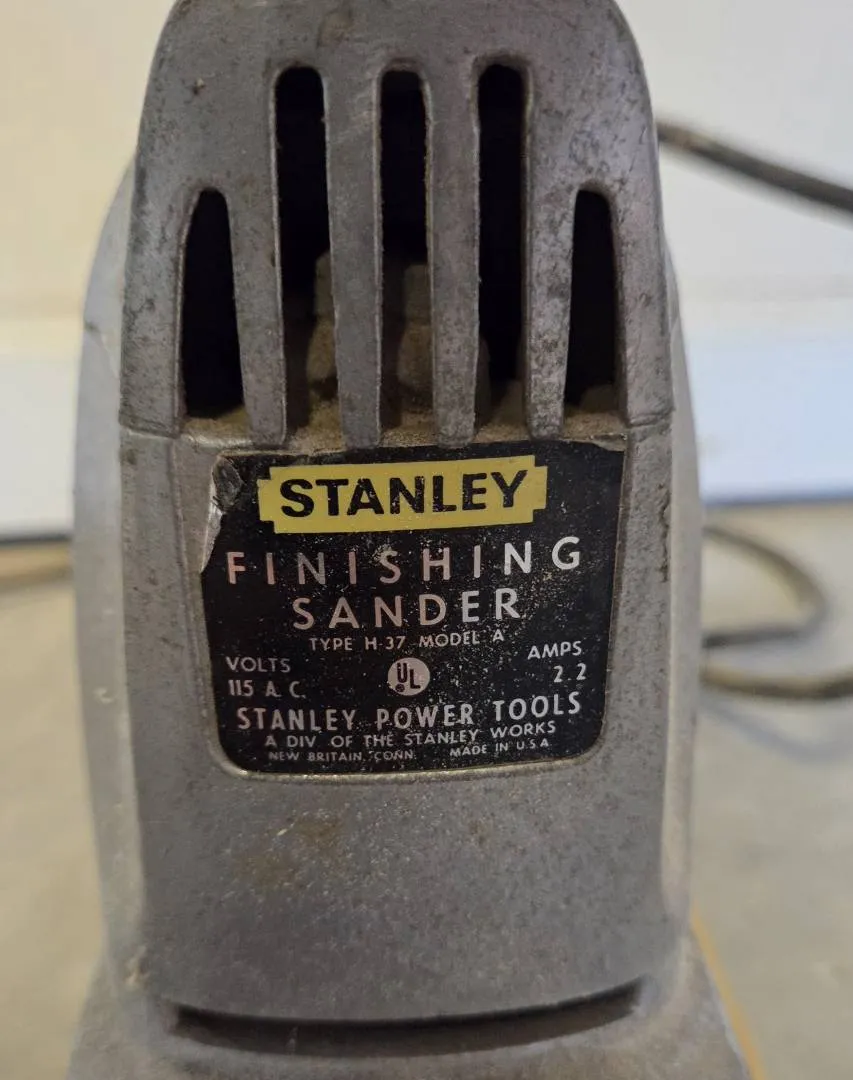 STANLEY
FINISHING
SANDER
TYPE H-37 MODEL A
VOLTS AMPS
115 A.C. UL 2.2
STANLEY POWER TOOLS
A DIV OF THE STANLEY WORKS
NEW BRITAIN, CONN. MADE IN U.S.A